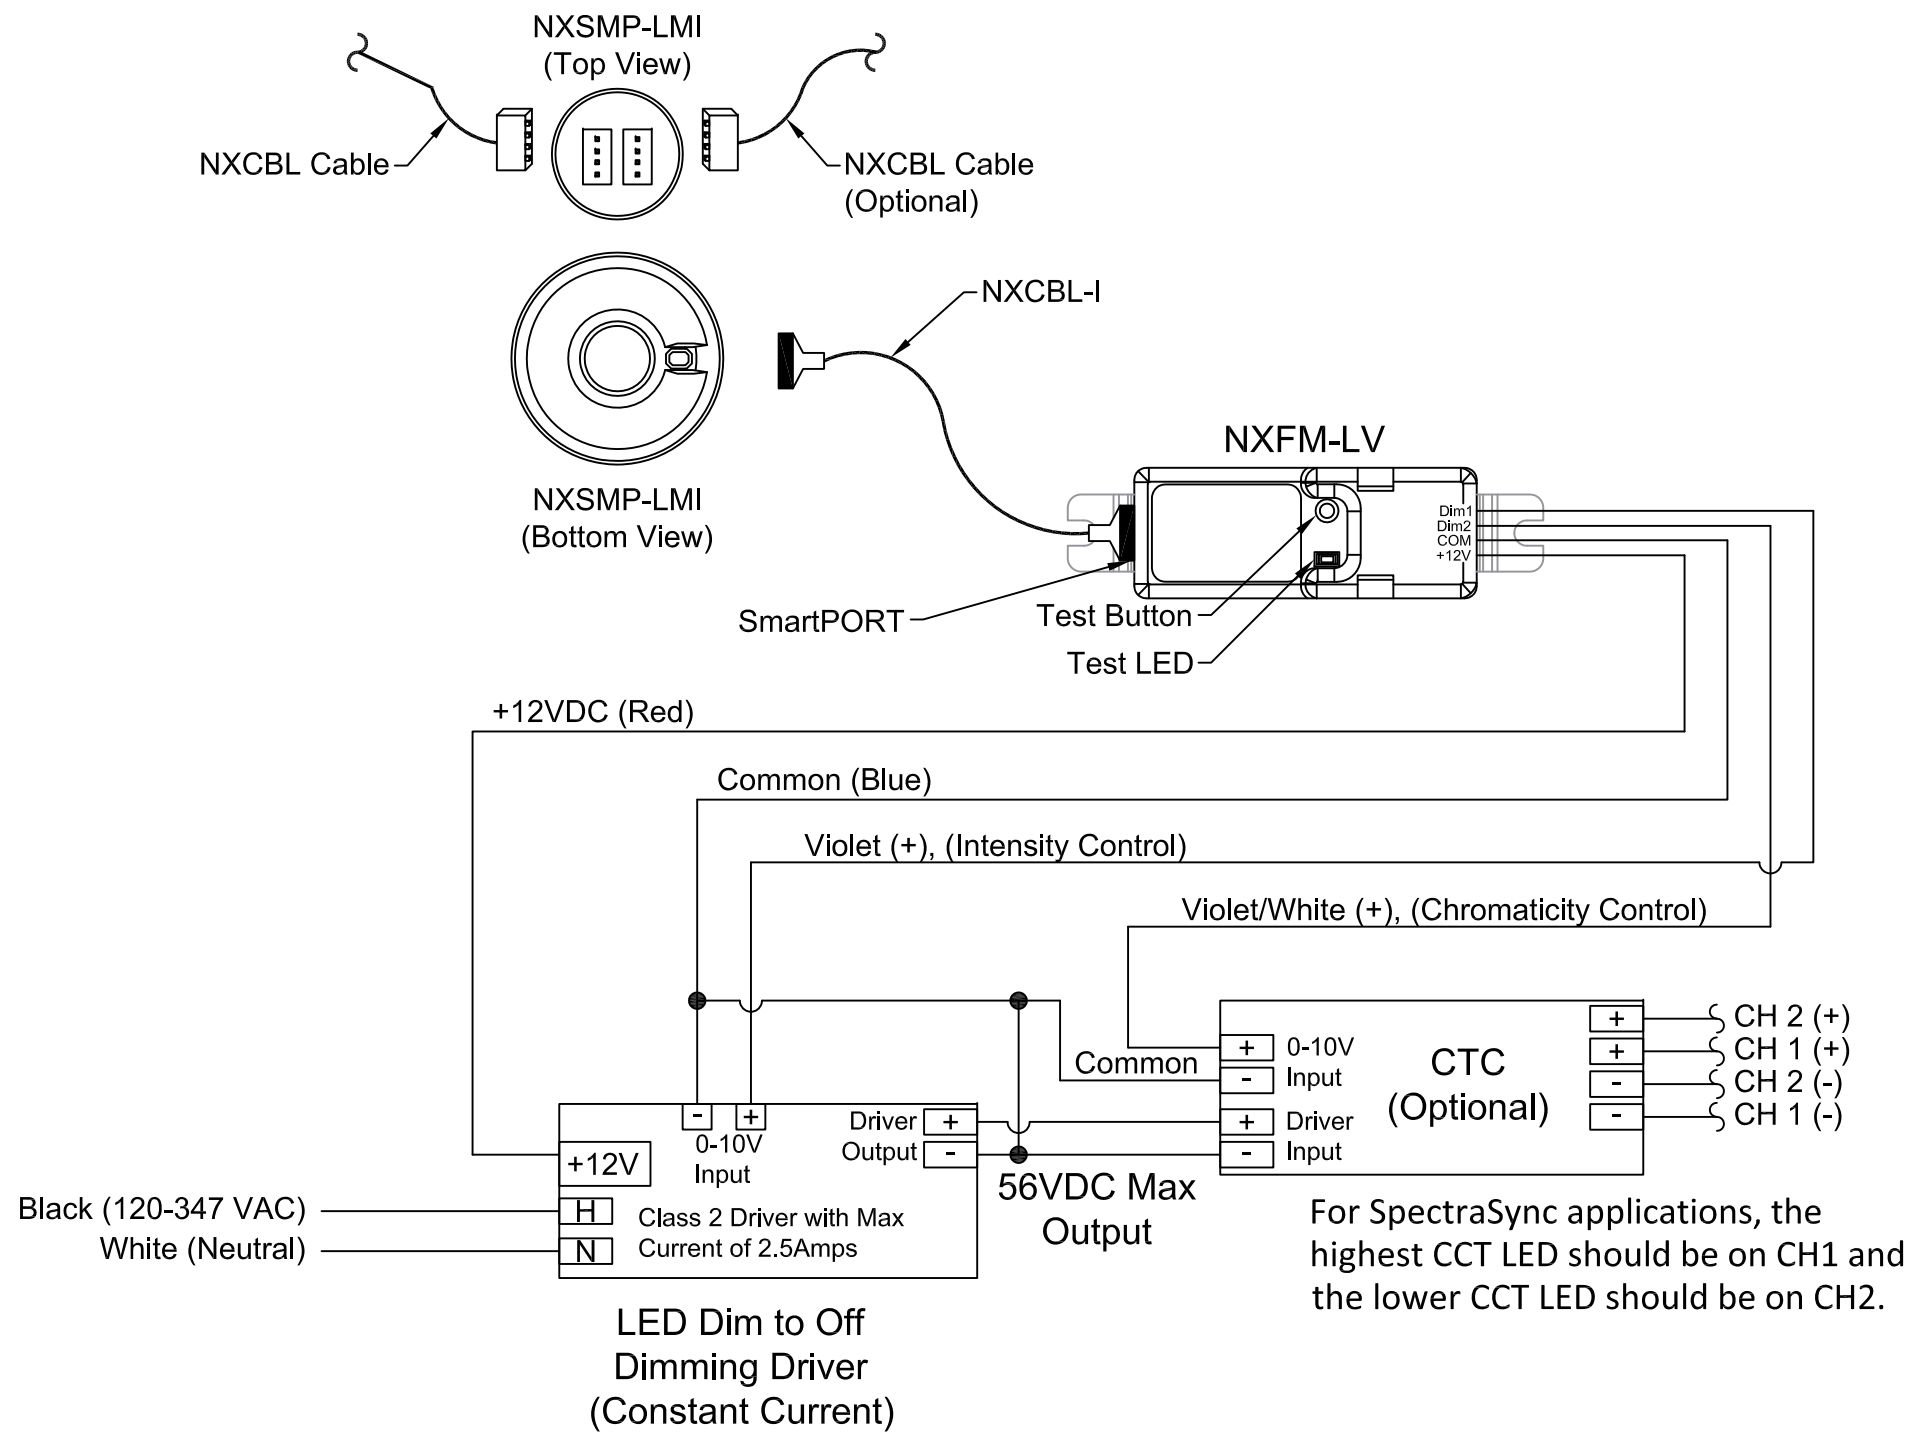 NXSMP-LMI
(Top View)
NXCBL Cable
NXCBL Cable
(Optional)
NXCBL-I
NXSMP-LMI
(Bottom View)
NXFM-LV
Dim1
Dim2
COM
+12V
SmartPORT
Test Button
Test LED
+12VDC (Red)
Common (Blue)
Violet (+), (Intensity Control)
Violet/White (+), (Chromaticity Control)
+ 0-10V
- Input
Common
+ Driver
- Input
CTC
(Optional)
+ CH 2 (+)
+ CH 1 (+)
- CH 2 (-)
- CH 1 (-)
- +
0-10V
Input
Driver +
Output -
+12V
56VDC Max
Output
Black (120-347 VAC) H
White (Neutral) N
Class 2 Driver with Max
Current of 2.5Amps
For SpectraSync applications, the
highest CCT LED should be on CH1 and
the lower CCT LED should be on CH2.
LED Dim to Off
Dimming Driver
(Constant Current)